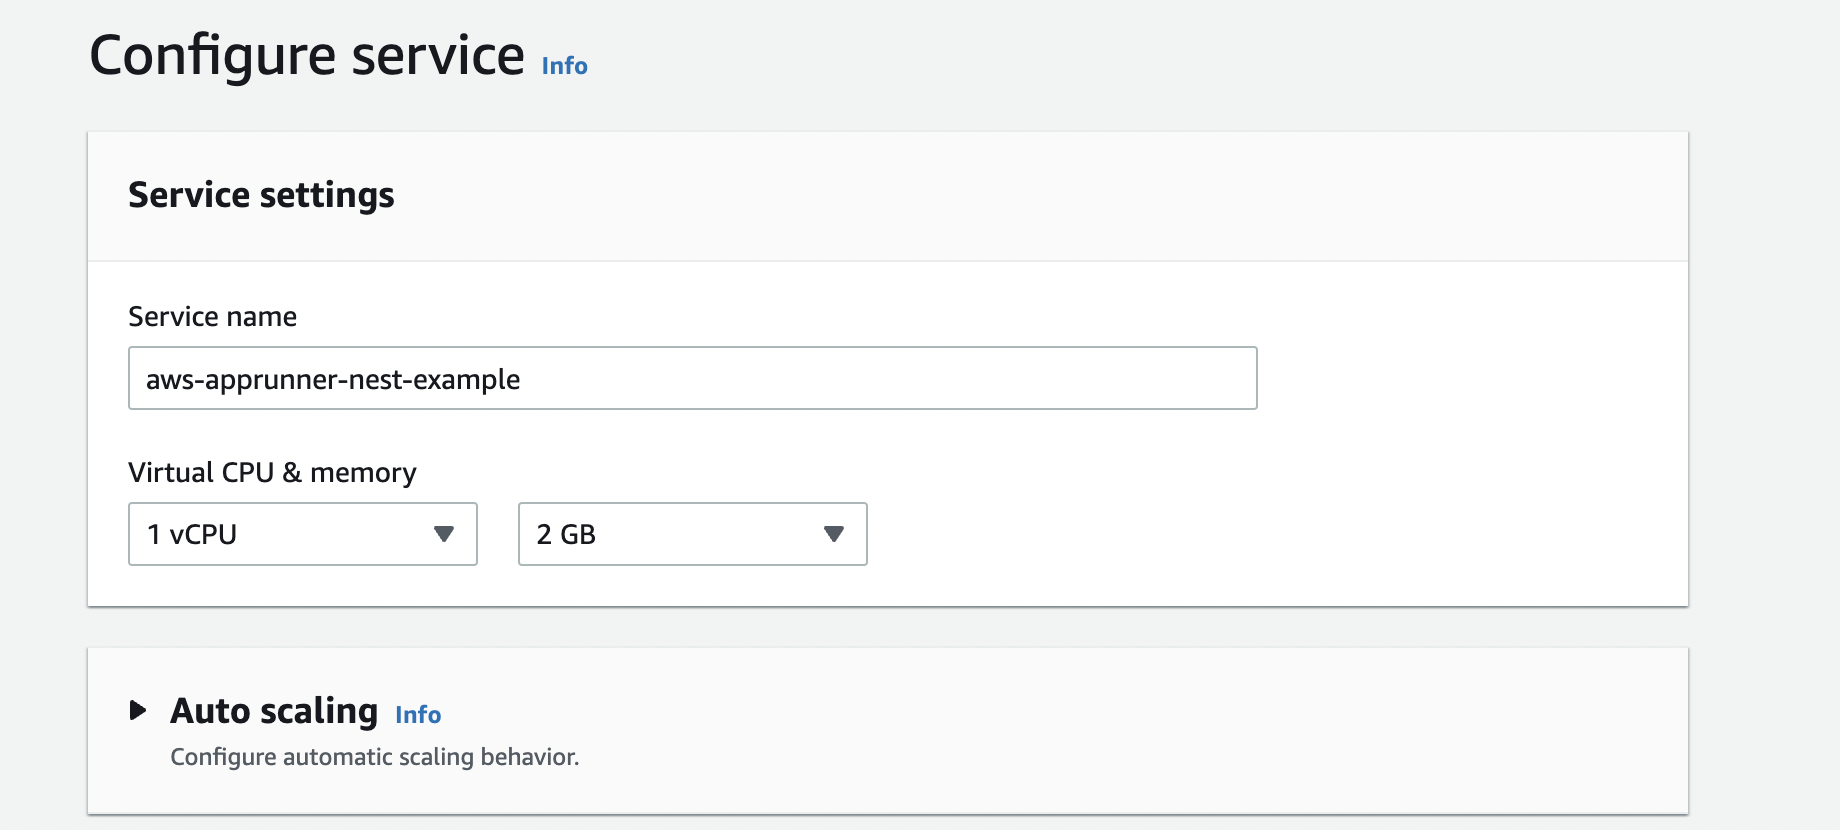 Configure service Info
Service settings
Service name
aws-apprunner-nest-example
Virtual CPU & memory
1 vCPU 2 GB
Auto scaling Info
Configure automatic scaling behavior.